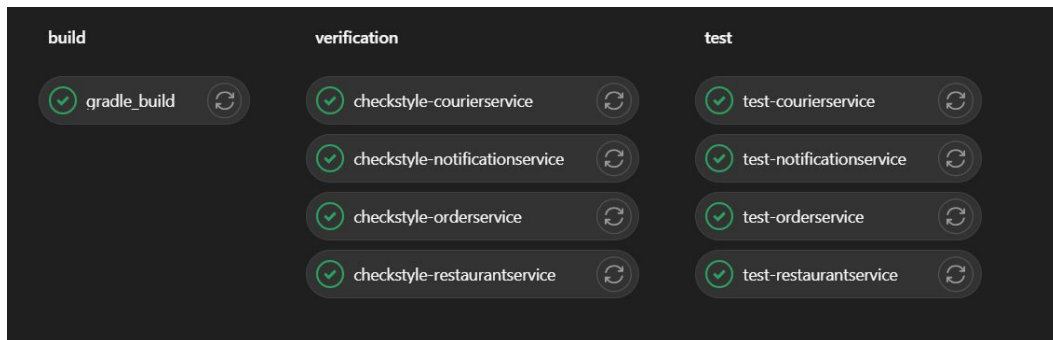 build
gradle_build
verification
checkstyle-courierservice
checkstyle-notificationservice
checkstyle-orderservice
checkstyle-restaurantservice
test
test-courierservice
test-notificationservice
test-orderservice
test-restaurantservice